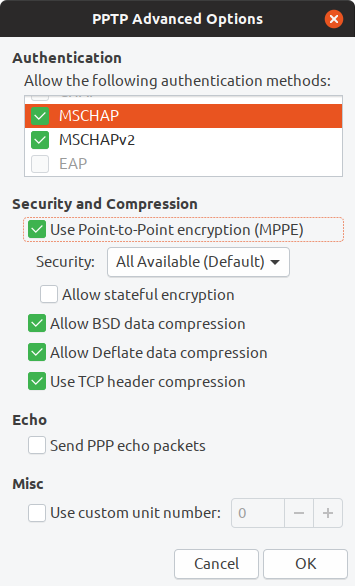 PPTP Advanced Options
Authentication
Allow the following authentication methods:
MSCHAP
MSCHAPv2
EAP
Security and Compression
Use Point-to-Point encryption (MPPE)
Security: All Available (Default)
Allow stateful encryption
Allow BSD data compression
Allow Deflate data compression
Use TCP header compression
Echo
Send PPP echo packets
Misc
Use custom unit number: 0 − +
Cancel OK